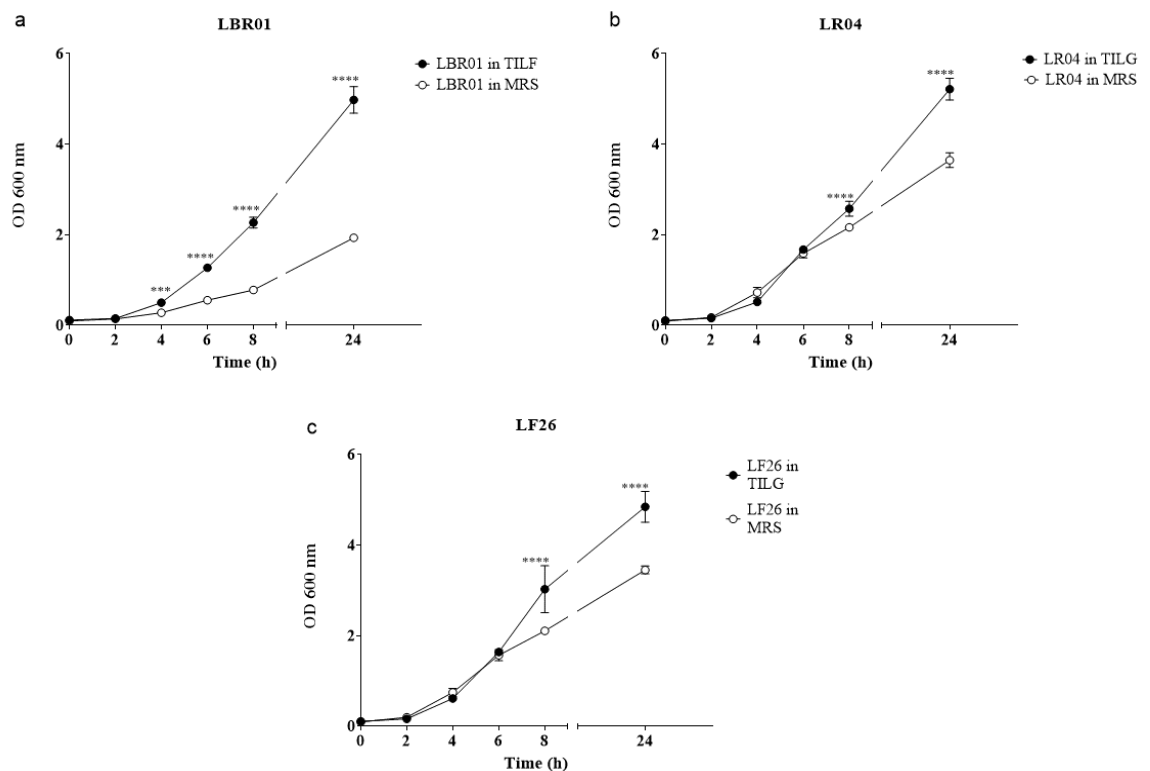 a
LBR01
6
4
2
0
OD 600 nm
***
****
****
****
0 2 4 6 8 24
Time (h)
LBR01 in TILF
LBR01 in MRS
b
LR04
6
4
2
0
OD 600 nm
****
****
0 2 4 6 8 24
Time (h)
LR04 in TILG
LR04 in MRS
c
LF26
6
4
2
0
OD 600 nm
****
****
0 2 4 6 8 24
Time (h)
LF26 in
TILG
LF26 in
MRS